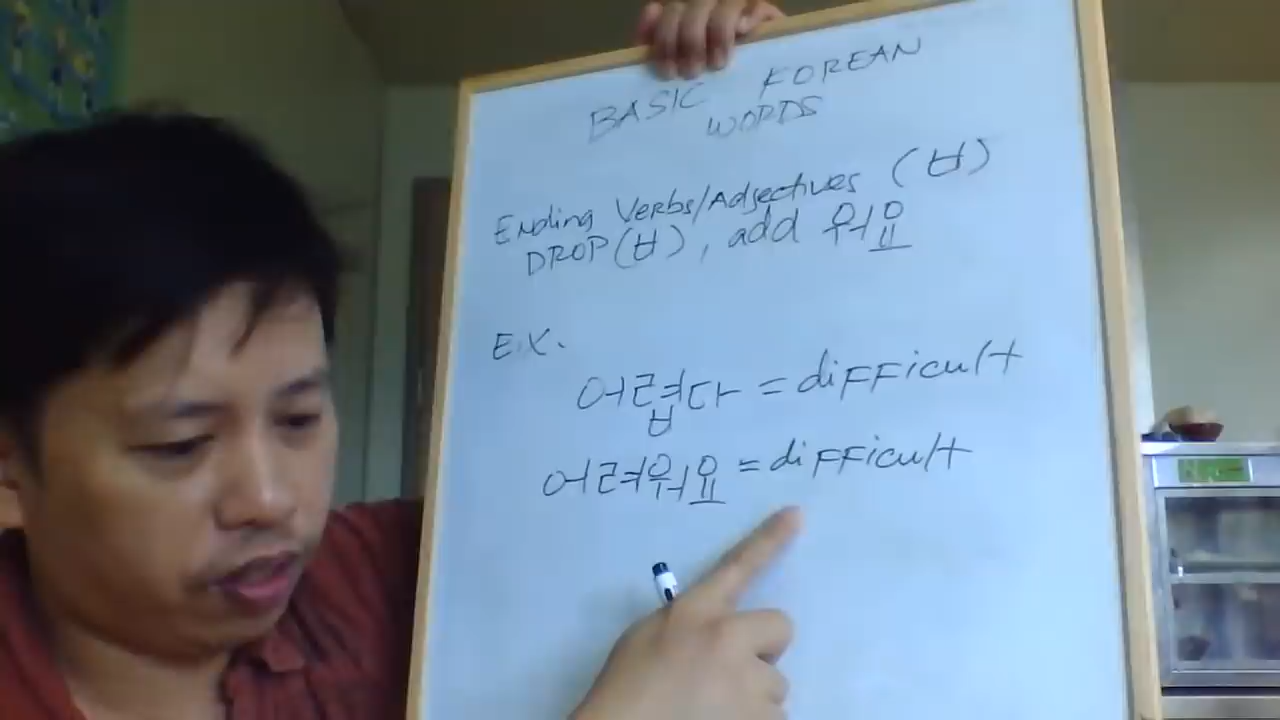 BASIC KOREAN
WORDS
Ending Verbs/Adjectives (ㅂ)
DROP(ㅂ), add 워요
EX.
어렵다 = difficult
어려워요 = difficult